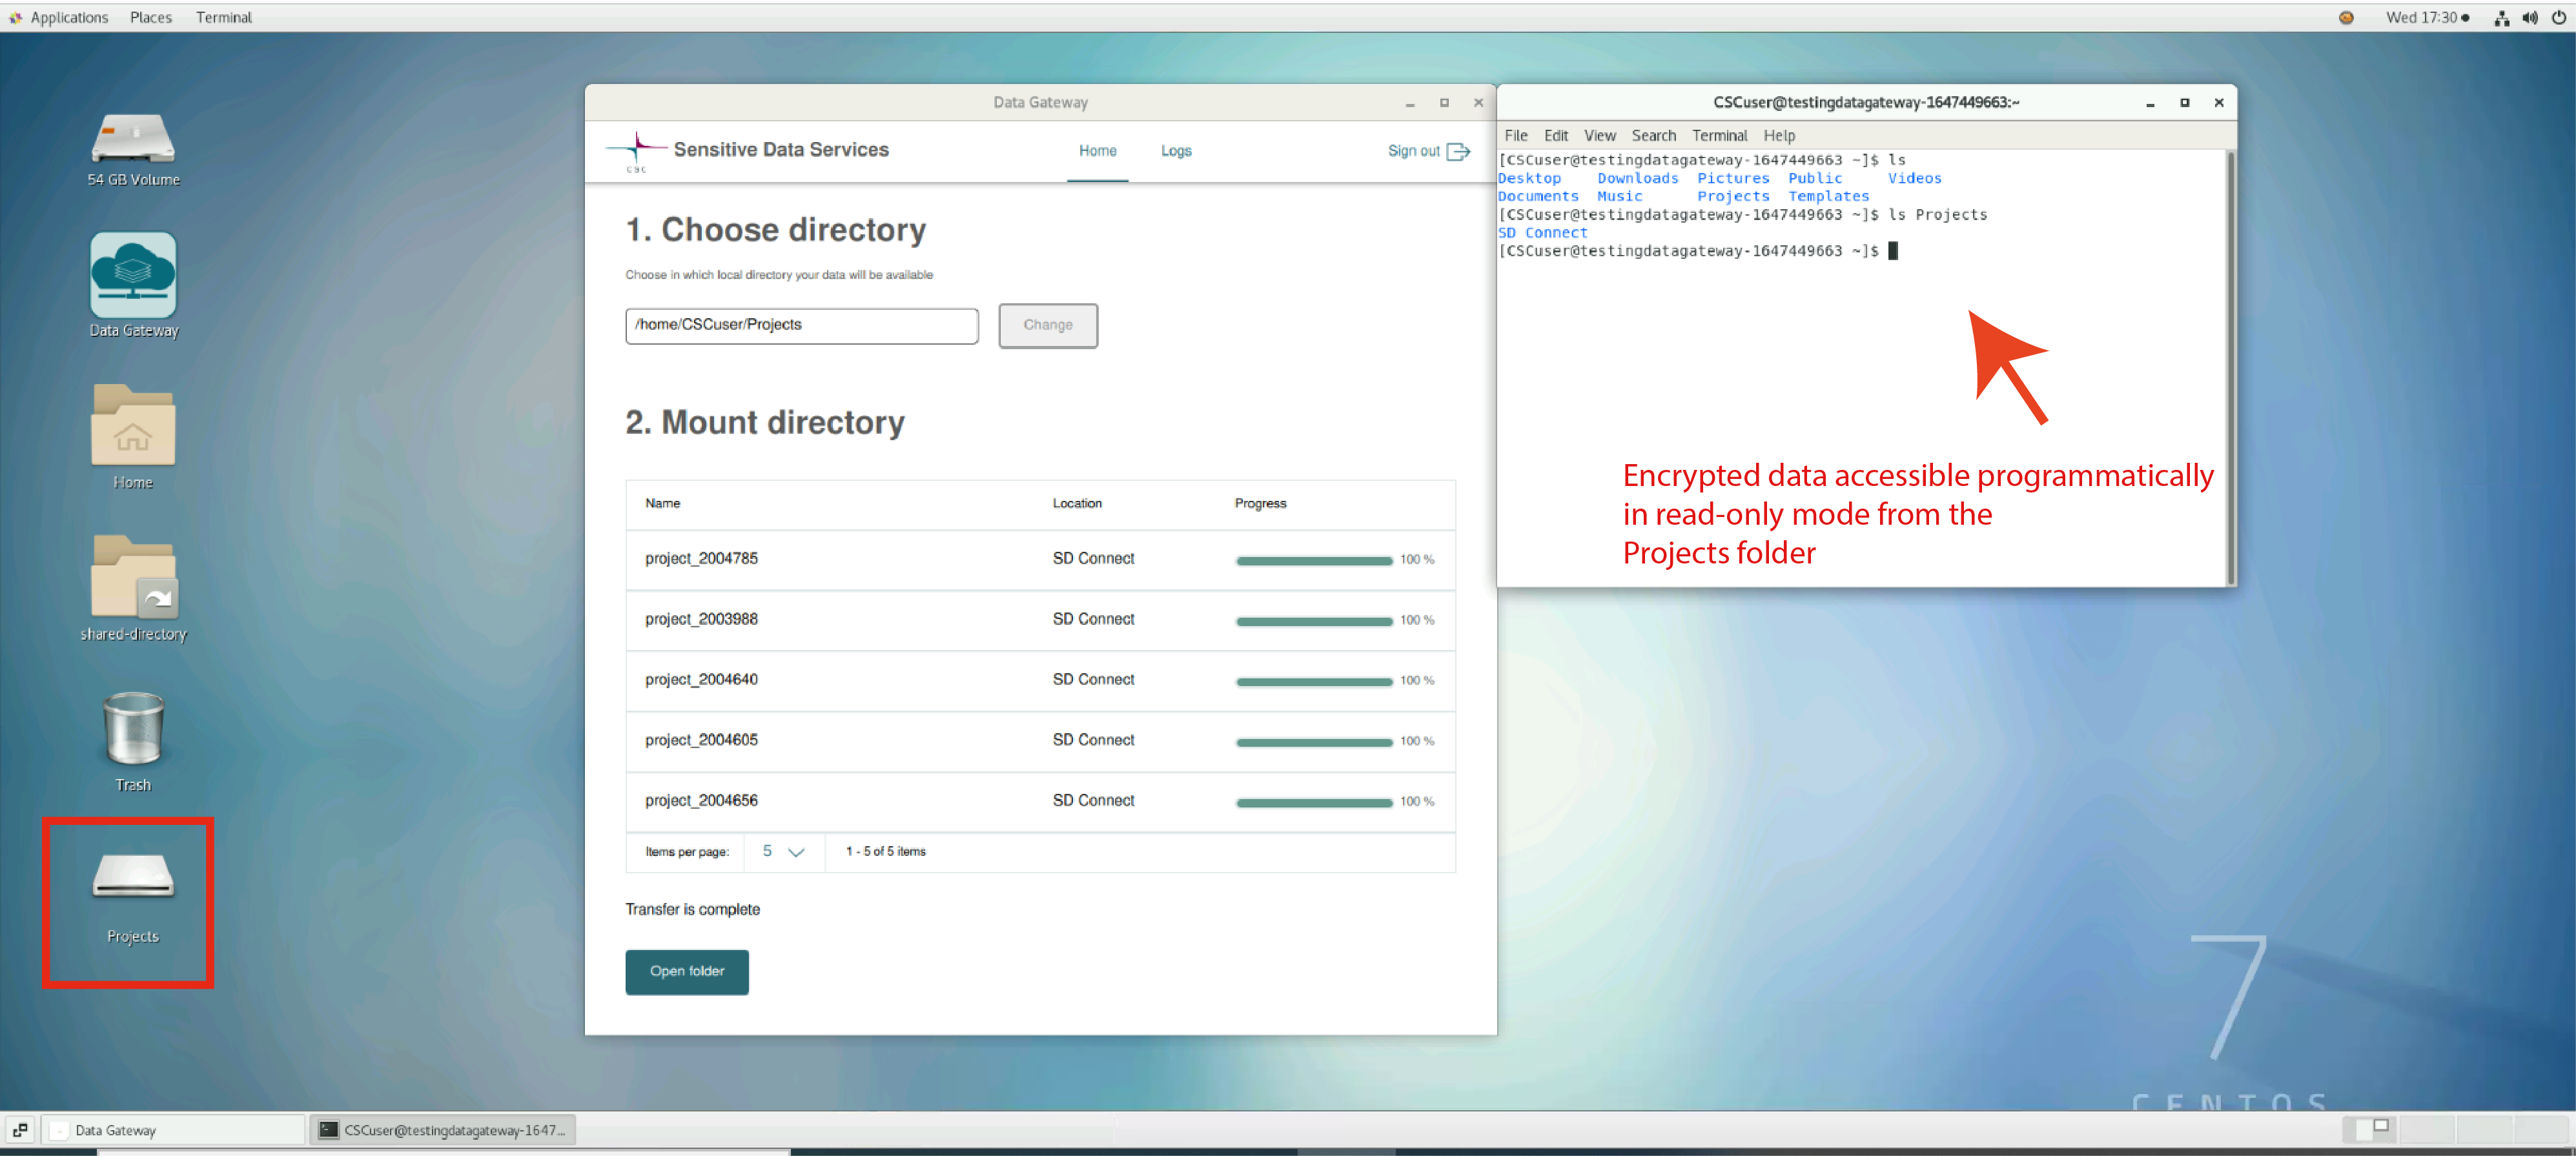 Applications Places Terminal
Wed 17:30
54 GB Volume
Data Gateway
Home
shared-directory
Trash
Projects
Data Gateway
CSC
Sensitive Data Services
Home Logs Sign out
1. Choose directory
Choose in which local directory your data will be available
/home/CSCuser/Projects Change
2. Mount directory
Name Location Progress
project_2004785 SD Connect 100 %
project_2003988 SD Connect 100 %
project_2004640 SD Connect 100 %
project_2004605 SD Connect 100 %
project_2004656 SD Connect 100 %
Items per page: 5 1 - 5 of 5 items
Transfer is complete
Open folder
CSCuser@testingdatagateway-1647449663:~
File Edit View Search Terminal Help
[CSCuser@testingdatagateway-1647449663 ~]$ ls
Desktop Downloads Pictures Public Videos
Documents Music Projects Templates
[CSCuser@testingdatagateway-1647449663 ~]$ ls Projects
SD Connect
[CSCuser@testingdatagateway-1647449663 ~]$
Encrypted data accessible programmatically
in read-only mode from the
Projects folder
7
CENTOS
Data Gateway
CSCuser@testingdatagateway-1647...